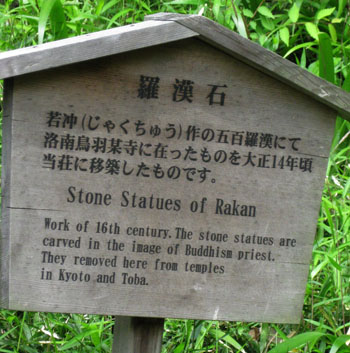 羅漢石
若冲(じゃくちゅう)作の五百羅漢にて
洛南鳥羽某寺に在ったものを大正14年頃
当荘に移築したものです。
Stone Statues of Rakan
Work of 16th century. The stone statues are
carved in the image of Buddhism priest.
They removed here from temples
in Kyoto and Toba.